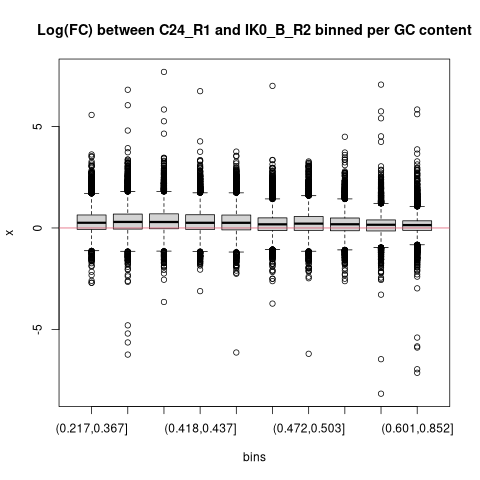 Log(FC) between C24_R1 and IK0_B_R2 binned per GC content
5
0
-5
x
(0.217,0.367]
(0.418,0.437]
(0.472,0.503]
(0.601,0.852]
bins